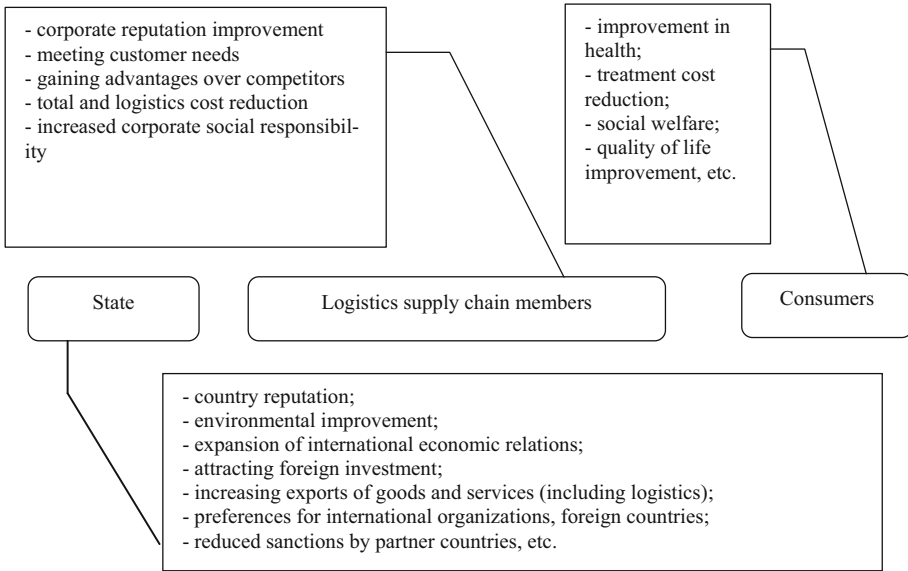 - corporate reputation improvement
- meeting customer needs
- gaining advantages over competitors
- total and logistics cost reduction
- increased corporate social responsibil-
ity
- improvement in
health;
- treatment cost
reduction;
- social welfare;
- quality of life
improvement, etc.
State
Logistics supply chain members
Consumers
- country reputation;
- environmental improvement;
- expansion of international economic relations;
- attracting foreign investment;
- increasing exports of goods and services (including logistics);
- preferences for international organizations, foreign countries;
- reduced sanctions by partner countries, etc.